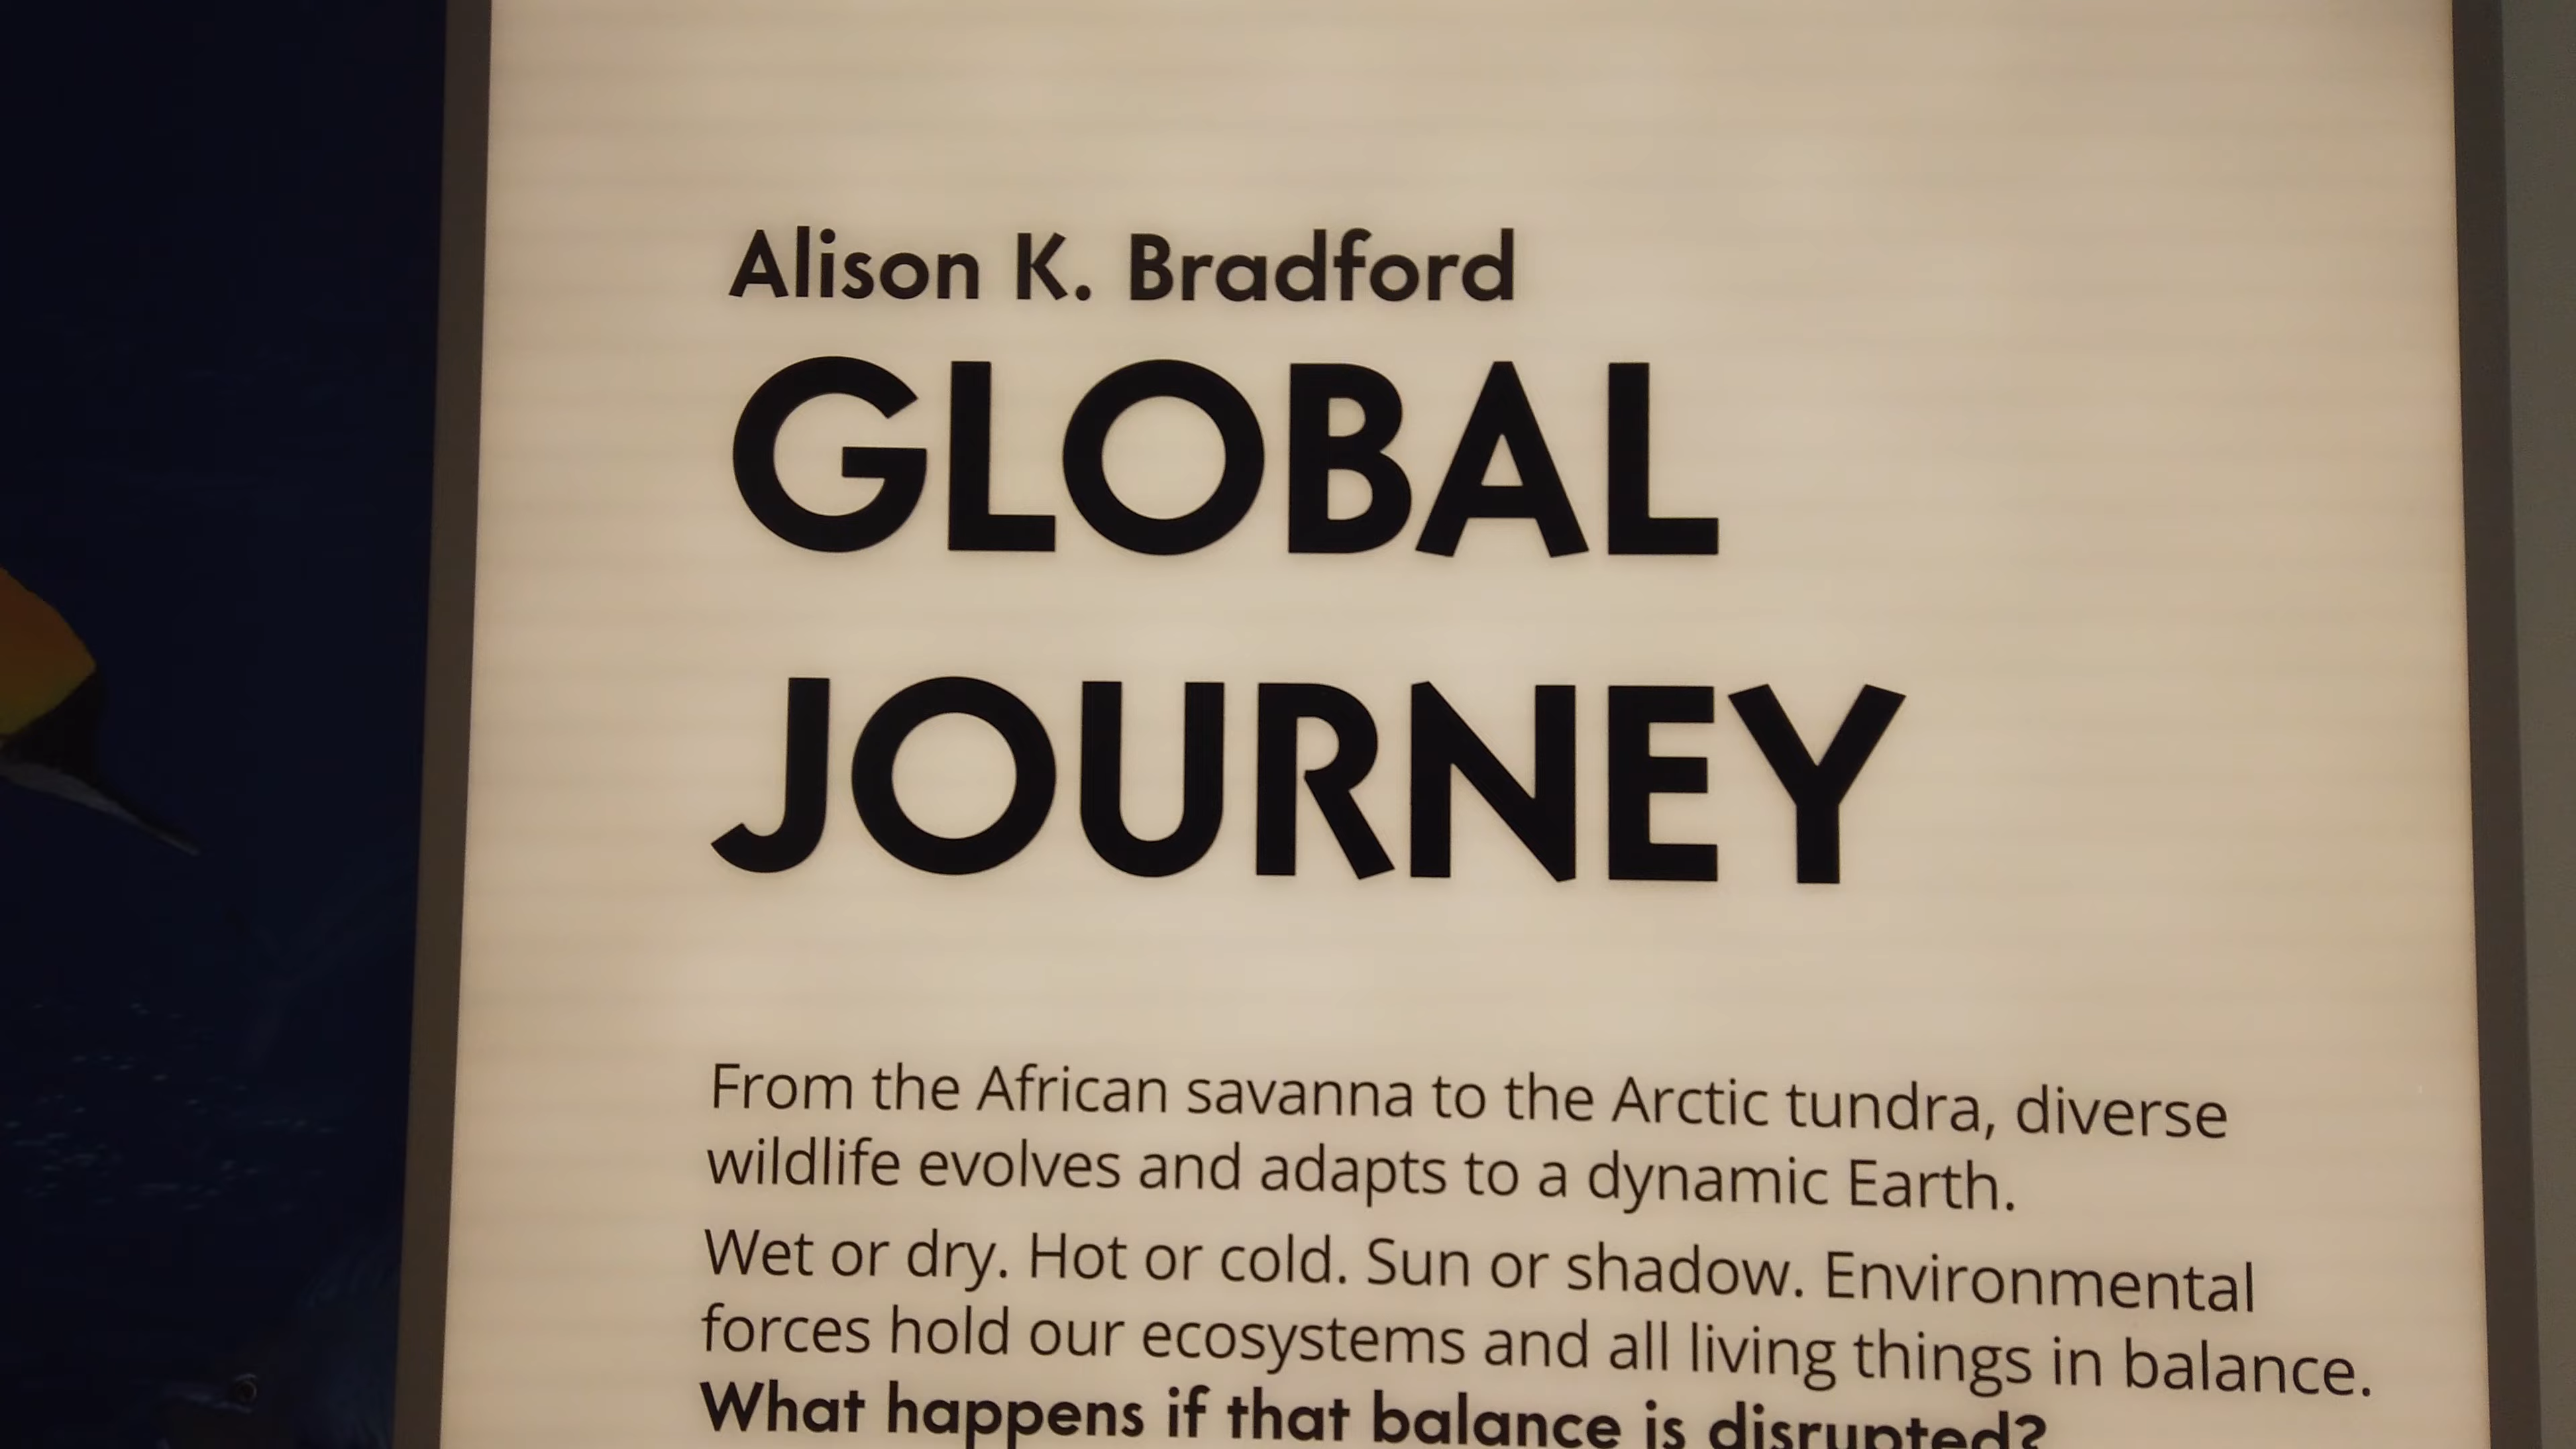 Alison K. Bradford
GLOBAL
JOURNEY
From the African savanna to the Arctic tundra, diverse
wildlife evolves and adapts to a dynamic Earth.
Wet or dry. Hot or cold. Sun or shadow. Environmental
forces hold our ecosystems and all living things in balance.
What happens if that balance is disrupted?